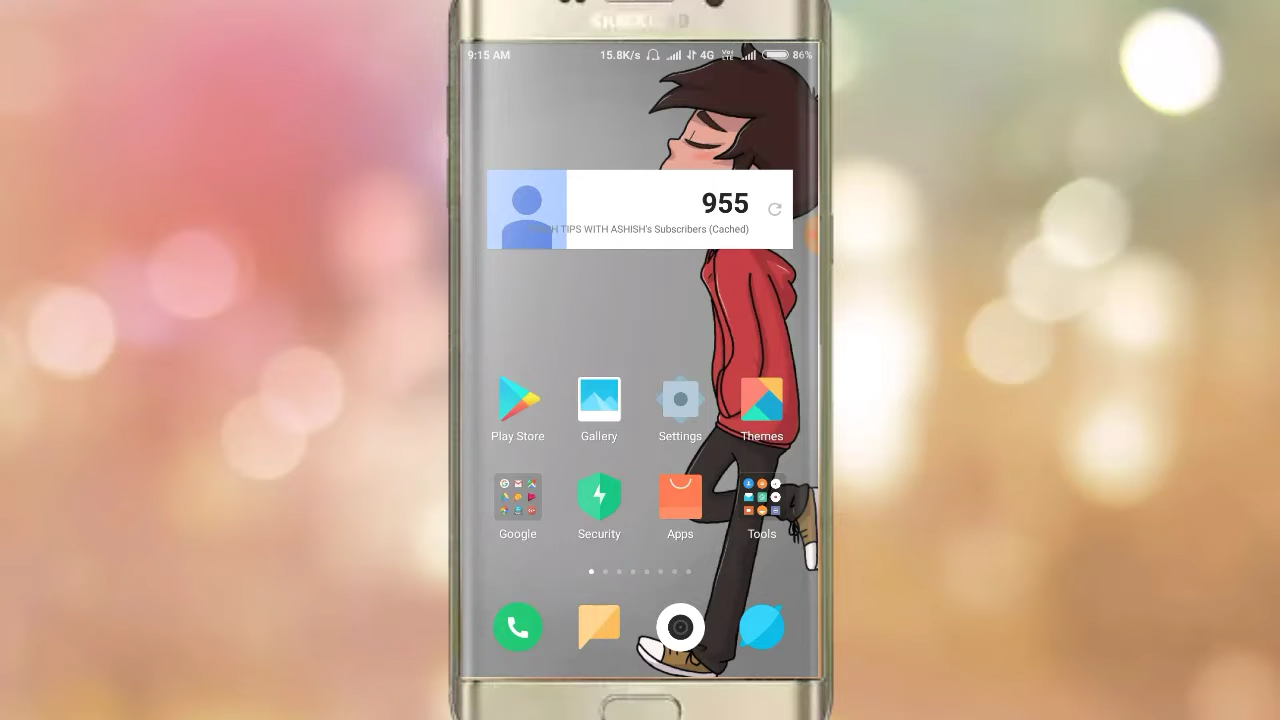 9:15 AM 15.8K/s 4G VoLTE 86%
955
TIPS WITH ASHISH's Subscribers (Cached)
Play Store Gallery Settings Themes
Google Security Apps Tools